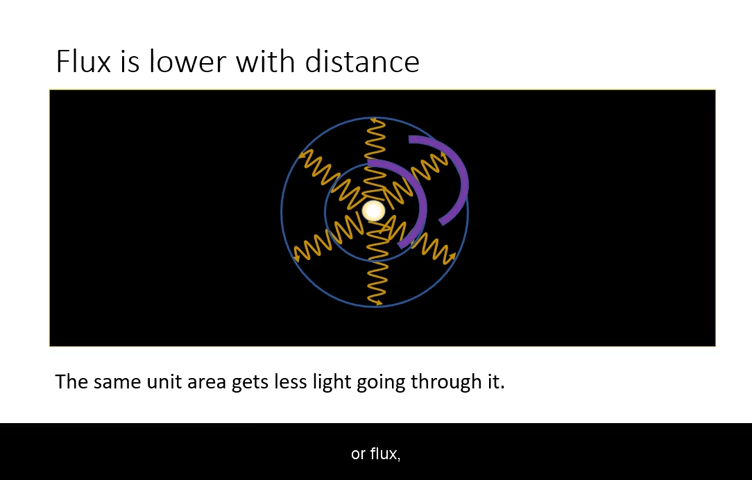 Flux is lower with distance
The same unit area gets less light going through it.
or flux,